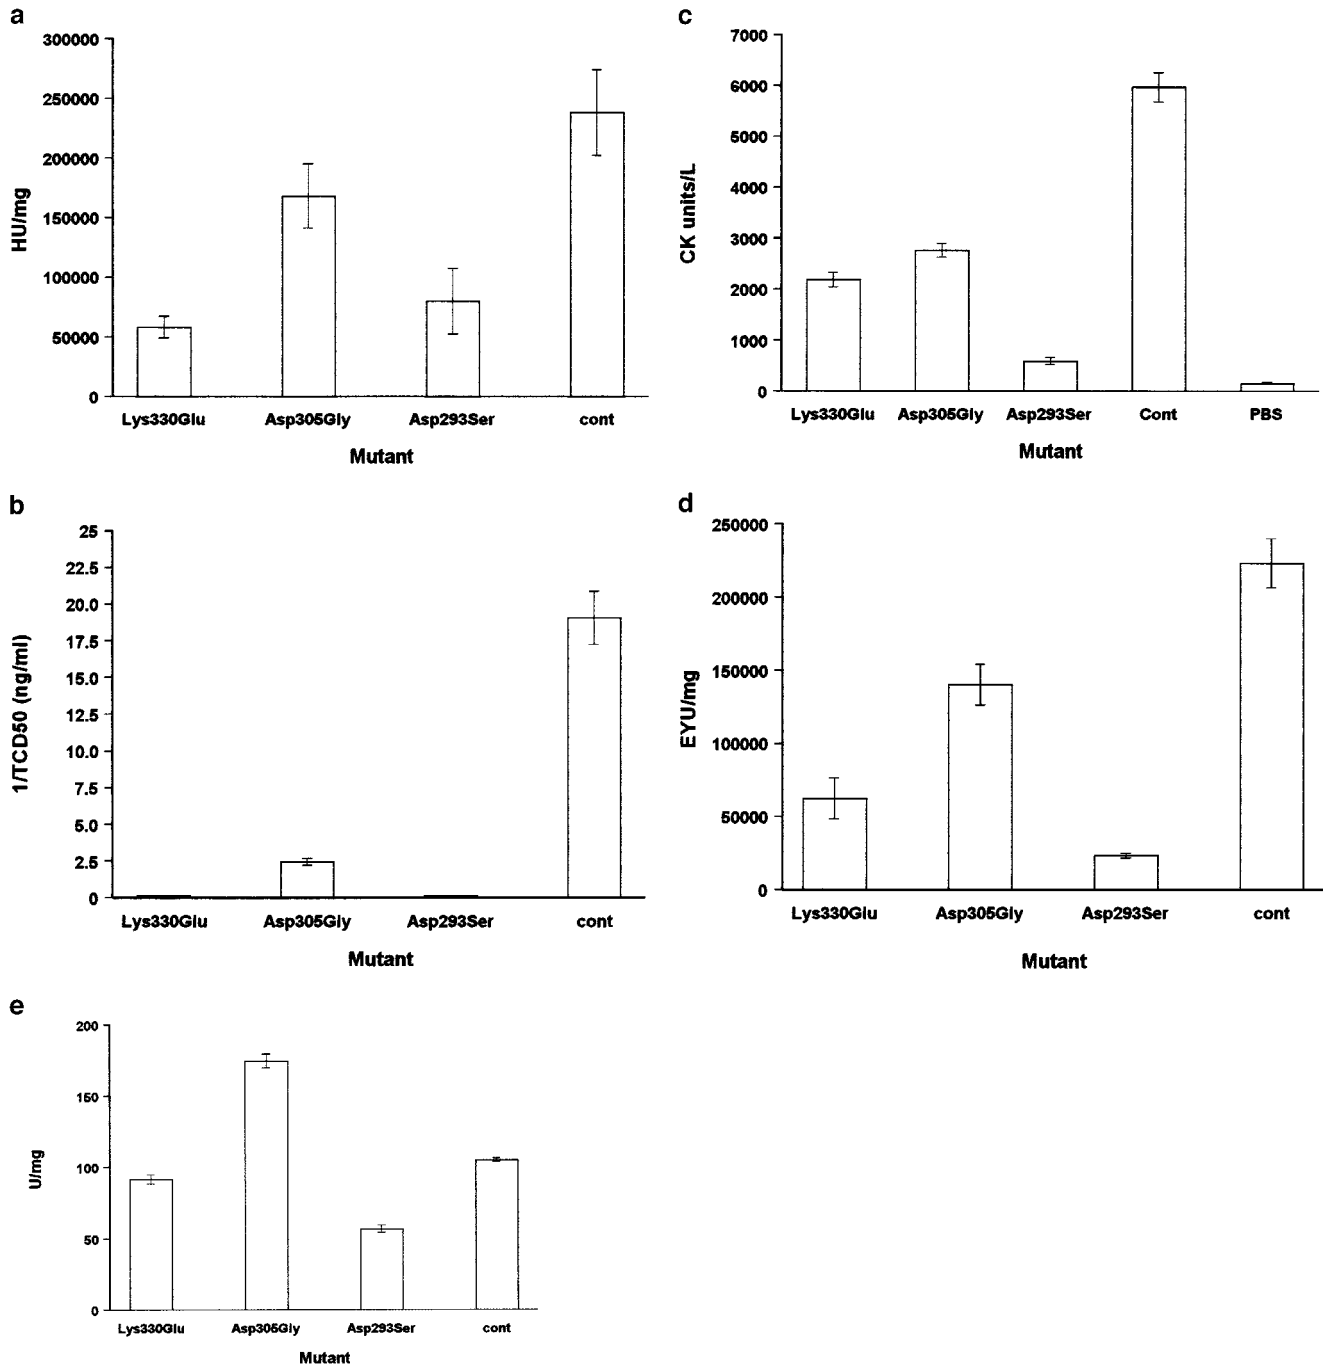 a
300000
250000
200000
150000
100000
50000
0
HU/mg
Lys330Glu Asp305Gly Asp293Ser cont
Mutant
b
25
22.5
20.0
17.5
15.0
12.5
10.0
7.5
5.0
2.5
0
1/TCD50 (ng/ml)
Lys330Glu Asp305Gly Asp293Ser cont
Mutant
c
7000
6000
5000
4000
3000
2000
1000
0
CK units/L
Lys330Glu Asp305Gly Asp293Ser Cont PBS
Mutant
d
250000
200000
150000
100000
50000
0
EYU/mg
Lys330Glu Asp305Gly Asp293Ser cont
Mutant
e
200
150
100
50
0
U/mg
Lys330Glu Asp305Gly Asp293Ser cont
Mutant